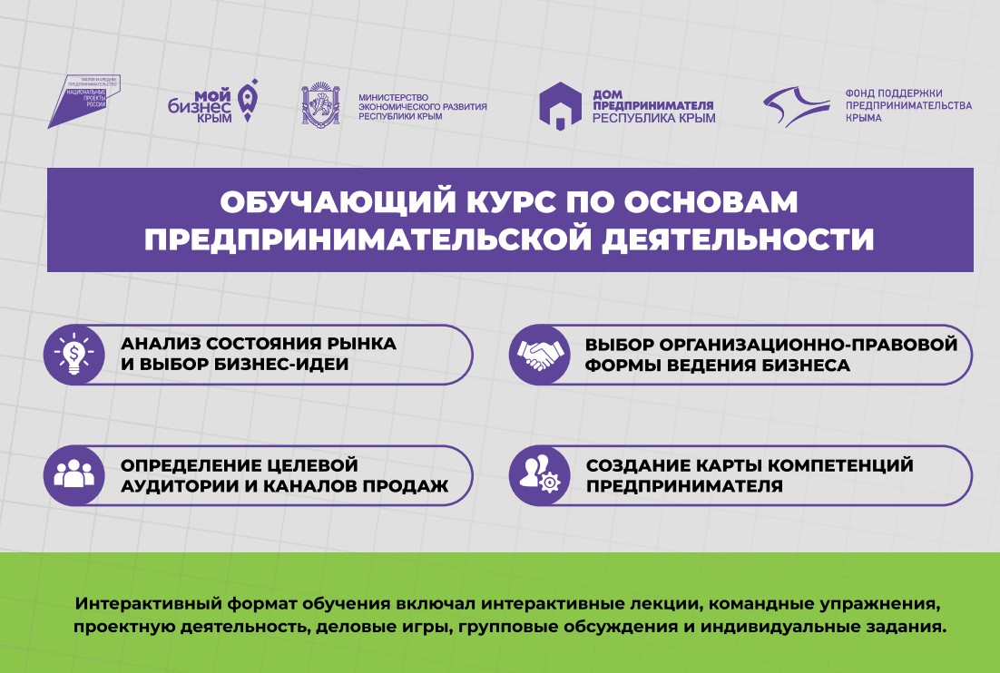 МАЛОЕ И СРЕДНЕЕ
ПРЕДПРИНИМАТЕЛЬСТВО
НАЦИОНАЛЬНЫЕ
ПРОЕКТЫ
РОССИИ
МОЙ
бизнес
КРЫМ
МИНИСТЕРСТВО
ЭКОНОМИЧЕСКОГО РАЗВИТИЯ
РЕСПУБЛИКИ КРЫМ
ДОМ
ПРЕДПРИНИМАТЕЛЯ
РЕСПУБЛИКА КРЫМ
ФОНД ПОДДЕРЖКИ
ПРЕДПРИНИМАТЕЛЬСТВА
КРЫМА
ОБУЧАЮЩИЙ КУРС ПО ОСНОВАМ
ПРЕДПРИНИМАТЕЛЬСКОЙ ДЕЯТЕЛЬНОСТИ
АНАЛИЗ СОСТОЯНИЯ РЫНКА
И ВЫБОР БИЗНЕС-ИДЕИ
ВЫБОР ОРГАНИЗАЦИОННО-ПРАВОВОЙ
ФОРМЫ ВЕДЕНИЯ БИЗНЕСА
ОПРЕДЕЛЕНИЕ ЦЕЛЕВОЙ
АУДИТОРИИ И КАНАЛОВ ПРОДАЖ
СОЗДАНИЕ КАРТЫ КОМПЕТЕНЦИЙ
ПРЕДПРИНИМАТЕЛЯ
Интерактивный формат обучения включал интерактивные лекции, командные упражнения,
проектную деятельность, деловые игры, групповые обсуждения и индивидуальные задания.